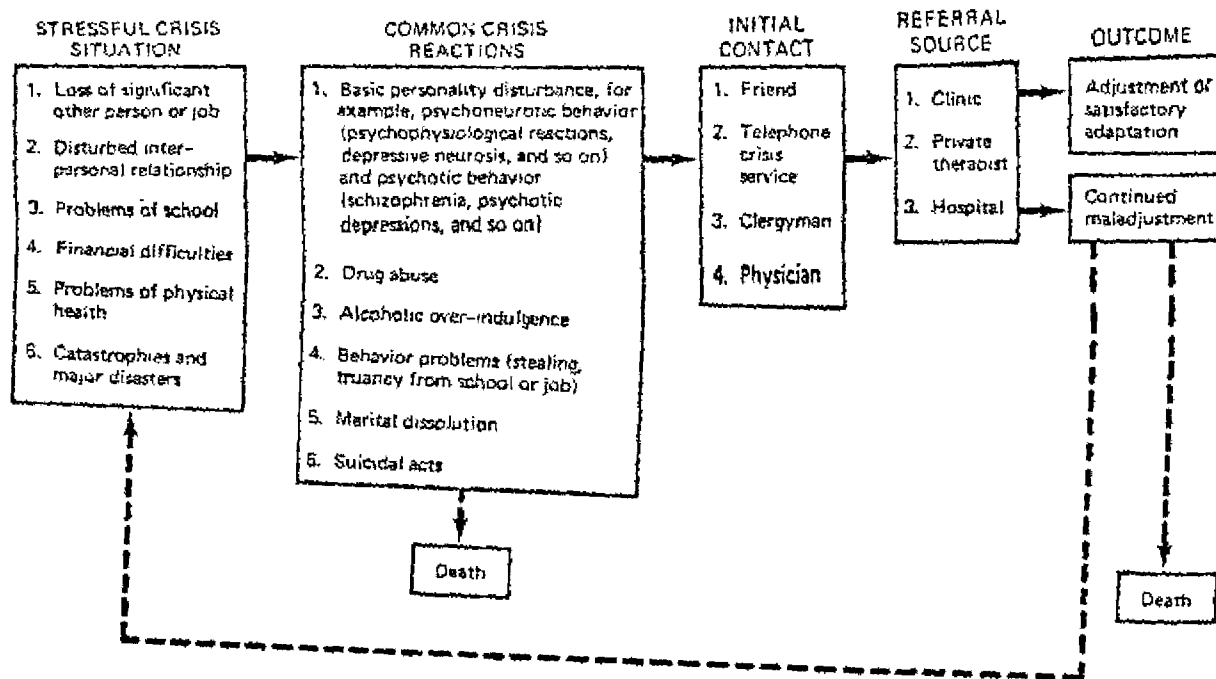 STRESSFUL CRISIS
SITUATION
1. Loss of significant
other person or job
2. Disturbed inter-
personal relationship
3. Problems of school
4. Financial difficulties
5. Problems of physical
health
6. Catastrophies and
major disasters
COMMON CRISIS
REACTIONS
1. Basic personality disturbance, for
example, psychoneurotic behavior
(psychophysiological reactions,
depressive neurosis, and so on)
and psychotic behavior
(schizophrenia, psychotic
depressions, and so on)
2. Drug abuse
3. Alcoholic over-indulgence
4. Behavior problems (stealing,
truancy from school or job)
5. Marital dissolution
6. Suicidal acts
Death
INITIAL
CONTACT
1. Friend
2. Telephone
crisis
service
3. Clergyman
4. Physician
REFERRAL
SOURCE
1. Clinic
2. Private
therapist
3. Hospital
OUTCOME
Adjustment or
satisfactory
adaptation
Continued
maladjustment
Death